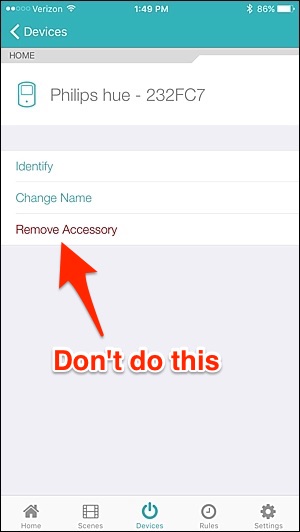 Verizon 1:49 PM 86%
Devices
HOME
Philips hue - 232FC7
Identify
Change Name
Remove Accessory
Don't do this
Home Scenes Devices Rules Settings